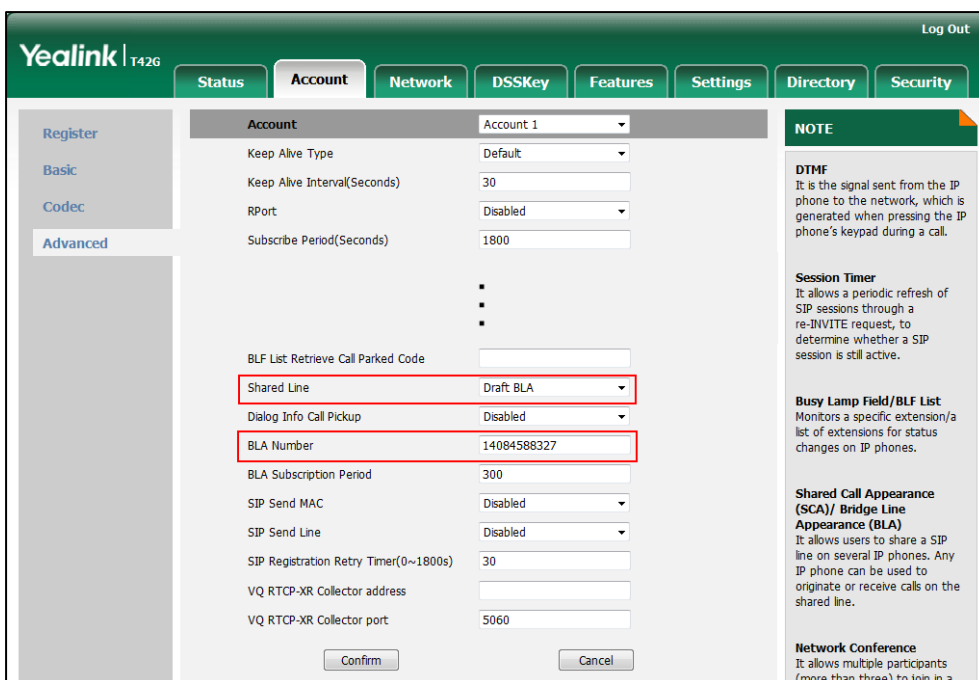 Log Out
Yealink T42G
Status Account Network DSSKey Features Settings Directory Security
Register
Basic
Codec
Advanced
Account Account 1
Keep Alive Type Default
Keep Alive Interval(Seconds) 30
RPort Disabled
Subscribe Period(Seconds) 1800
BLF List Retrieve Call Parked Code
Shared Line Draft BLA
Dialog Info Call Pickup Disabled
BLA Number 14084588327
BLA Subscription Period 300
SIP Send MAC Disabled
SIP Send Line Disabled
SIP Registration Retry Timer(0~1800s) 30
VQ RTCP-XR Collector address
VQ RTCP-XR Collector port 5060
Confirm Cancel
NOTE
DTMF
It is the signal sent from the IP
phone to the network, which is
generated when pressing the IP
phone's keypad during a call.
Session Timer
It allows a periodic refresh of
SIP sessions through a
re-INVITE request, to
determine whether a SIP
session is still active.
Busy Lamp Field/BLF List
Monitors a specific extension/a
list of extensions for status
changes on IP phones.
Shared Call Appearance
(SCA)/ Bridge Line
Appearance (BLA)
It allows users to share a SIP
line on several IP phones. Any
IP phone can be used to
originate or receive calls on the
shared line.
Network Conference
It allows multiple participants
(more than three) to join in a